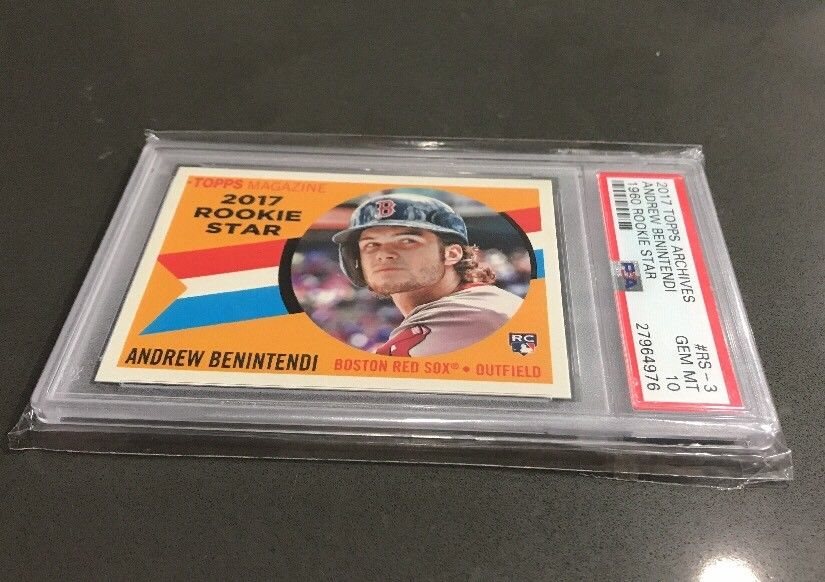 TOPPS MAGAZINE
2017
ROOKIE
STAR
B
RC
ANDREW BENINTENDI
BOSTON RED SOX® • OUTFIELD
2017 TOPPS ARCHIVES #RS-3
ANDREW BENINTENDI GEM MT
1960 ROOKIE STAR 10
PSA 27964976